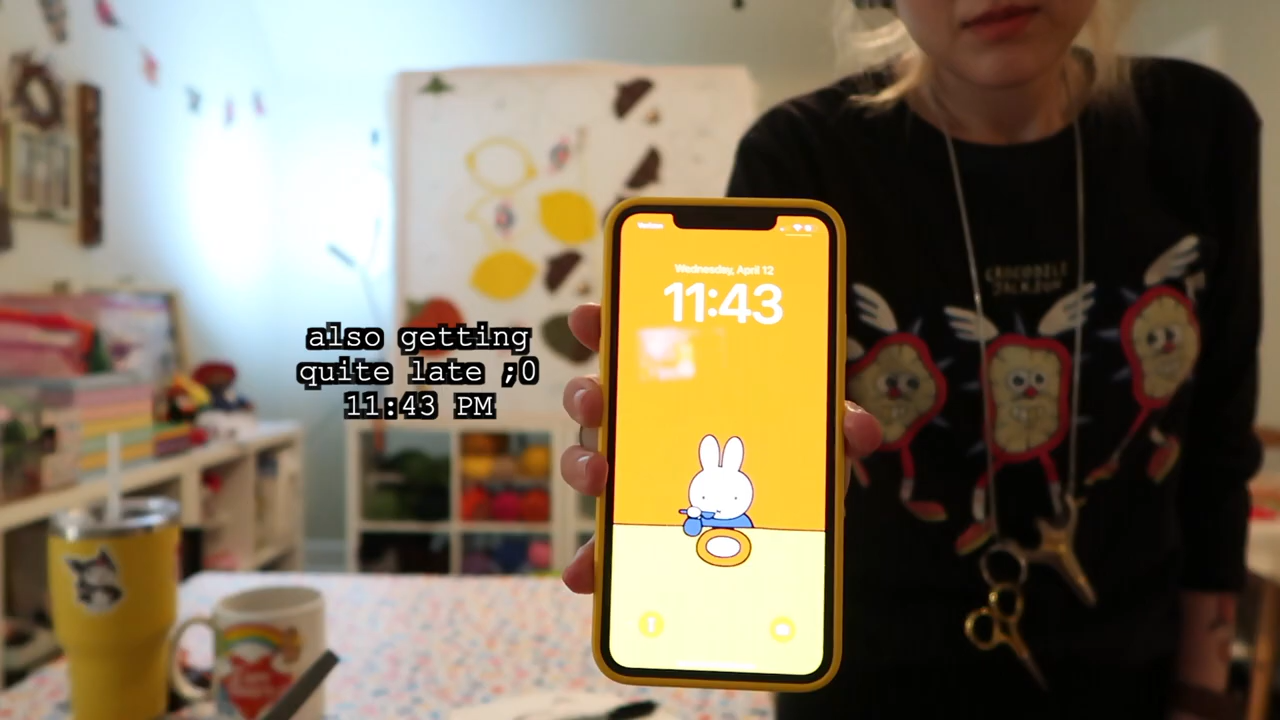 Wednesday, April 12
11:43
also getting
quite late ;0
11:43 PM
CROCODILE
JACKSON